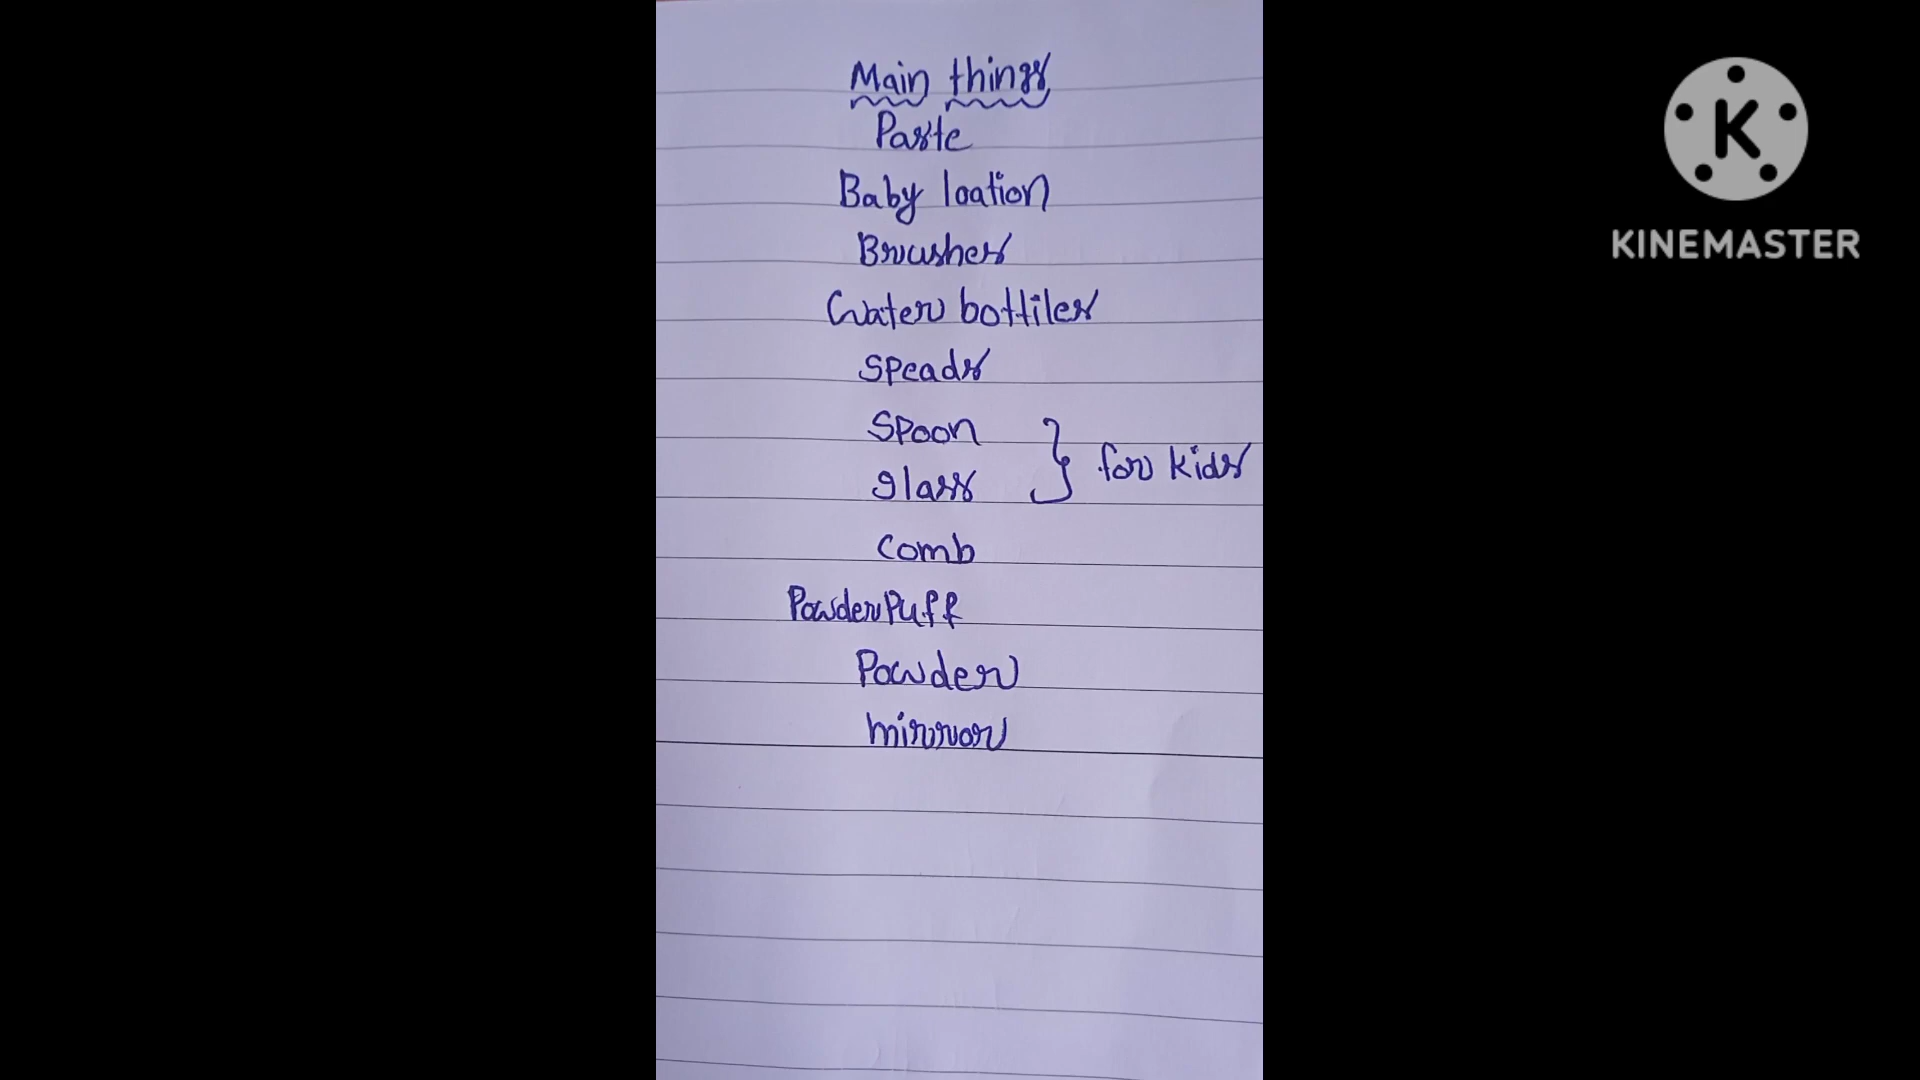 Main things
Paste
Baby loation
Brushes
Water bottiles
Speads
Spoon
glass
for kids
Comb
PowderPuff
Powder
mirror
KINEMASTER